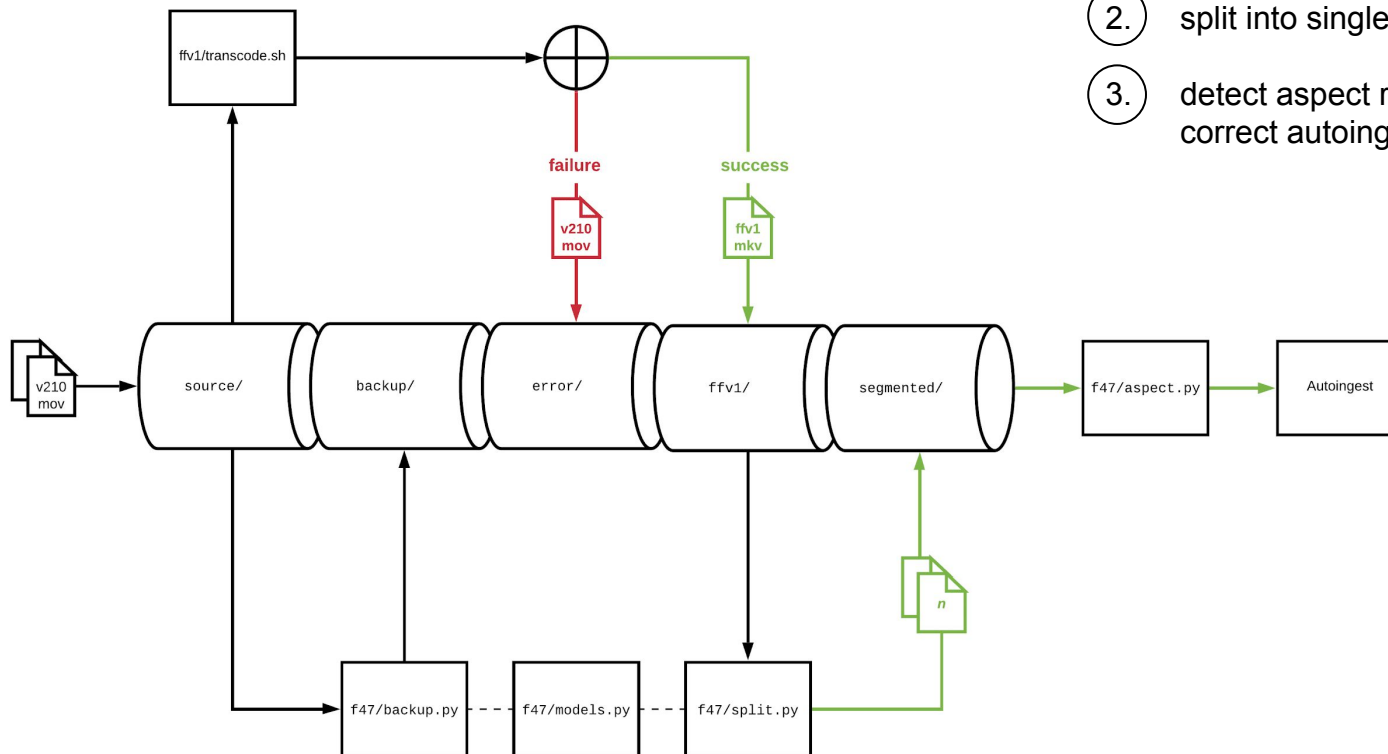 2. split into single
3. detect aspect r
correct autoing
ffv1/transcode.sh
failure
success
v210
mov
ffv1
mkv
v210
mov
source/
backup/
error/
ffv1/
segmented/
f47/aspect.py
Autoingest
n
f47/backup.py
f47/models.py
f47/split.py